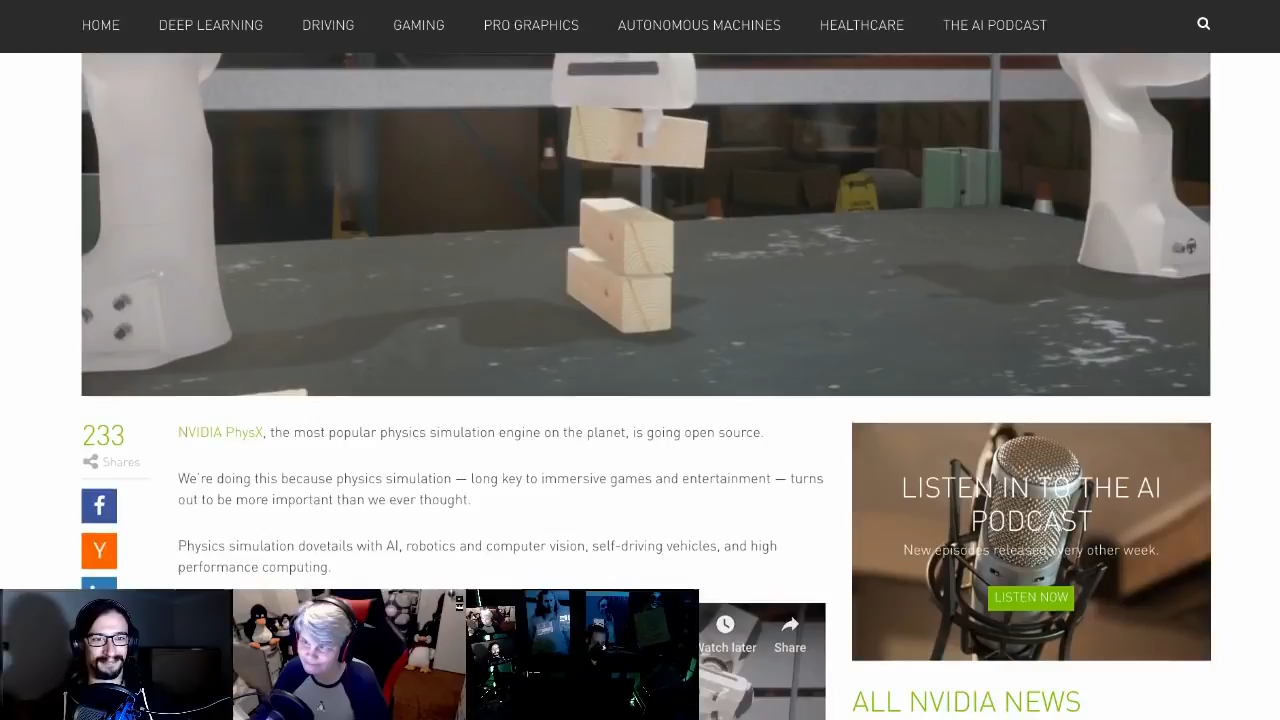 HOME DEEP LEARNING DRIVING GAMING PRO GRAPHICS AUTONOMOUS MACHINES HEALTHCARE THE AI PODCAST
233
Shares
NVIDIA PhysX, the most popular physics simulation engine on the planet, is going open source.
We're doing this because physics simulation — long key to immersive games and entertainment — turns
out to be more important than we ever thought.
Physics simulation dovetails with AI, robotics and computer vision, self-driving vehicles, and high
performance computing.
Watch later Share
LISTEN IN TO THE AI
PODCAST
New episodes released every other week.
LISTEN NOW
ALL NVIDIA NEWS